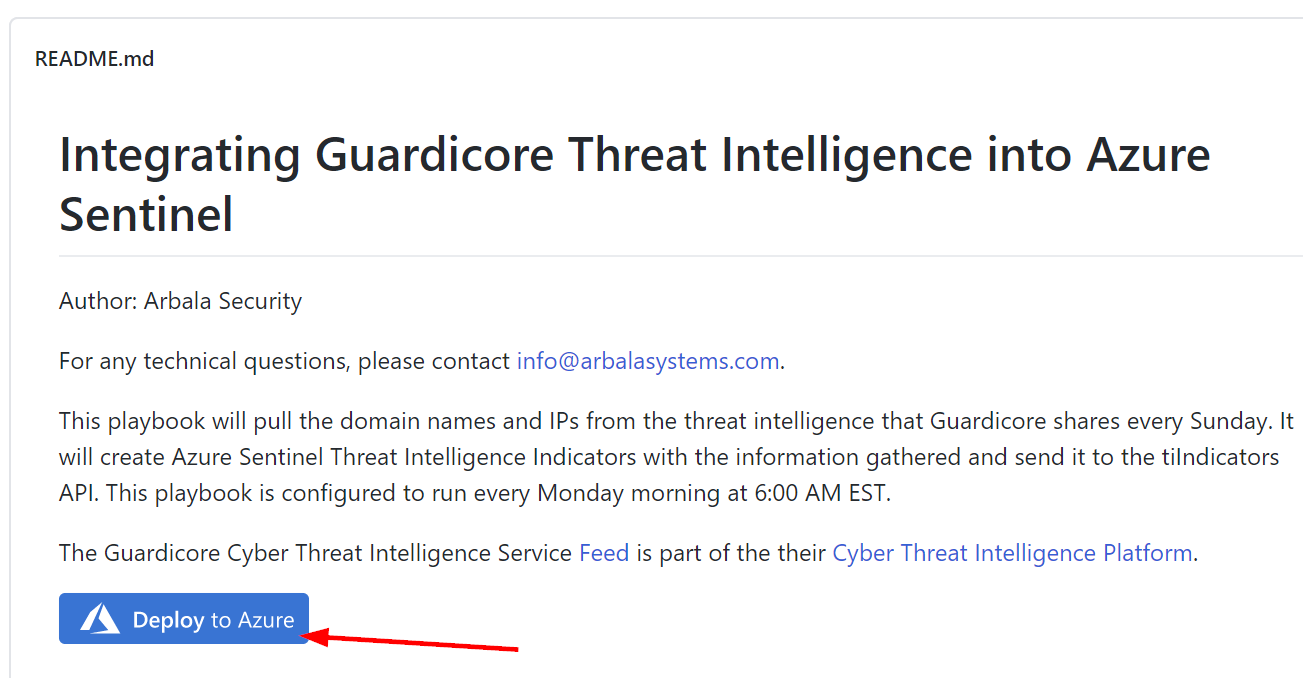 README.md
Integrating Guardicore Threat Intelligence into Azure
Sentinel
Author: Arbala Security
For any technical questions, please contact info@arbalasystems.com.
This playbook will pull the domain names and IPs from the threat intelligence that Guardicore shares every Sunday. It
will create Azure Sentinel Threat Intelligence Indicators with the information gathered and send it to the tiIndicators
API. This playbook is configured to run every Monday morning at 6:00 AM EST.
The Guardicore Cyber Threat Intelligence Service Feed is part of the their Cyber Threat Intelligence Platform.
Deploy to Azure